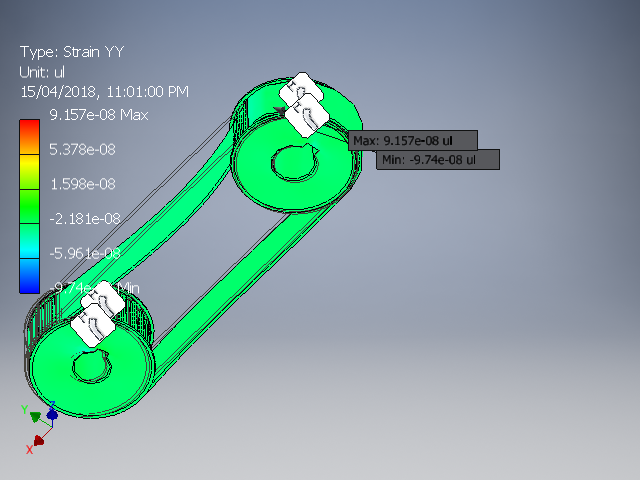 Type: Strain YY
Unit: ul
15/04/2018, 11:01:00 PM
9.157e-08 Max
5.378e-08
1.598e-08
-2.181e-08
-5.961e-08
-9.74e-08 Min
Max: 9.157e-08 ul
Min: -9.74e-08 ul
Y
Z
X